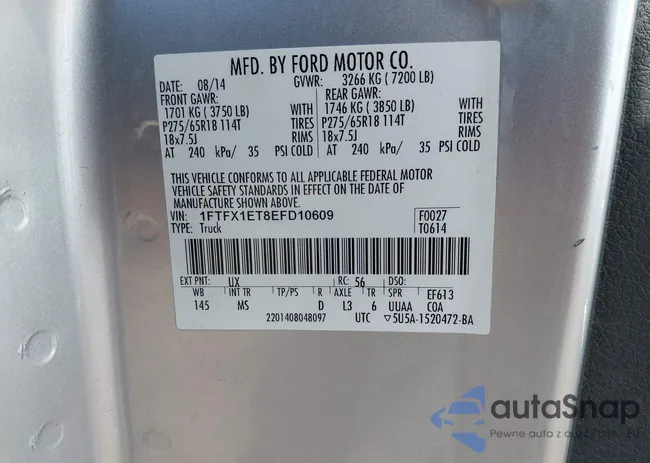 MFD. BY FORD MOTOR CO.
DATE: 08/14 GVWR: 3266 KG ( 7200 LB)
FRONT GAWR: REAR GAWR:
1701 KG ( 3750 LB) WITH 1746 KG ( 3850 LB) WITH
P275/65R18 114T TIRES P275/65R18 114T TIRES
18x7.5J RIMS 18x7.5J RIMS
AT 240 kPa/ 35 PSI COLD AT 240 kPa/ 35 PSI COLD
THIS VEHICLE CONFORMS TO ALL APPLICABLE FEDERAL MOTOR
VEHICLE SAFETY STANDARDS IN EFFECT ON THE DATE OF
MANUFACTURE SHOWN ABOVE.
VIN: 1FTFX1ET8EFD10609 F0027
TYPE: Truck T0614
EXT PNT: UX RC: 56 DSO:
WB INT TR TP/PS R AXLE TR SPR EF613
145 MS D L3 6 UUAA COA
2201408048097 UTC ▽5U5A-1520472-BA
autaSnap
Pewne auta z aukcji USA, EU